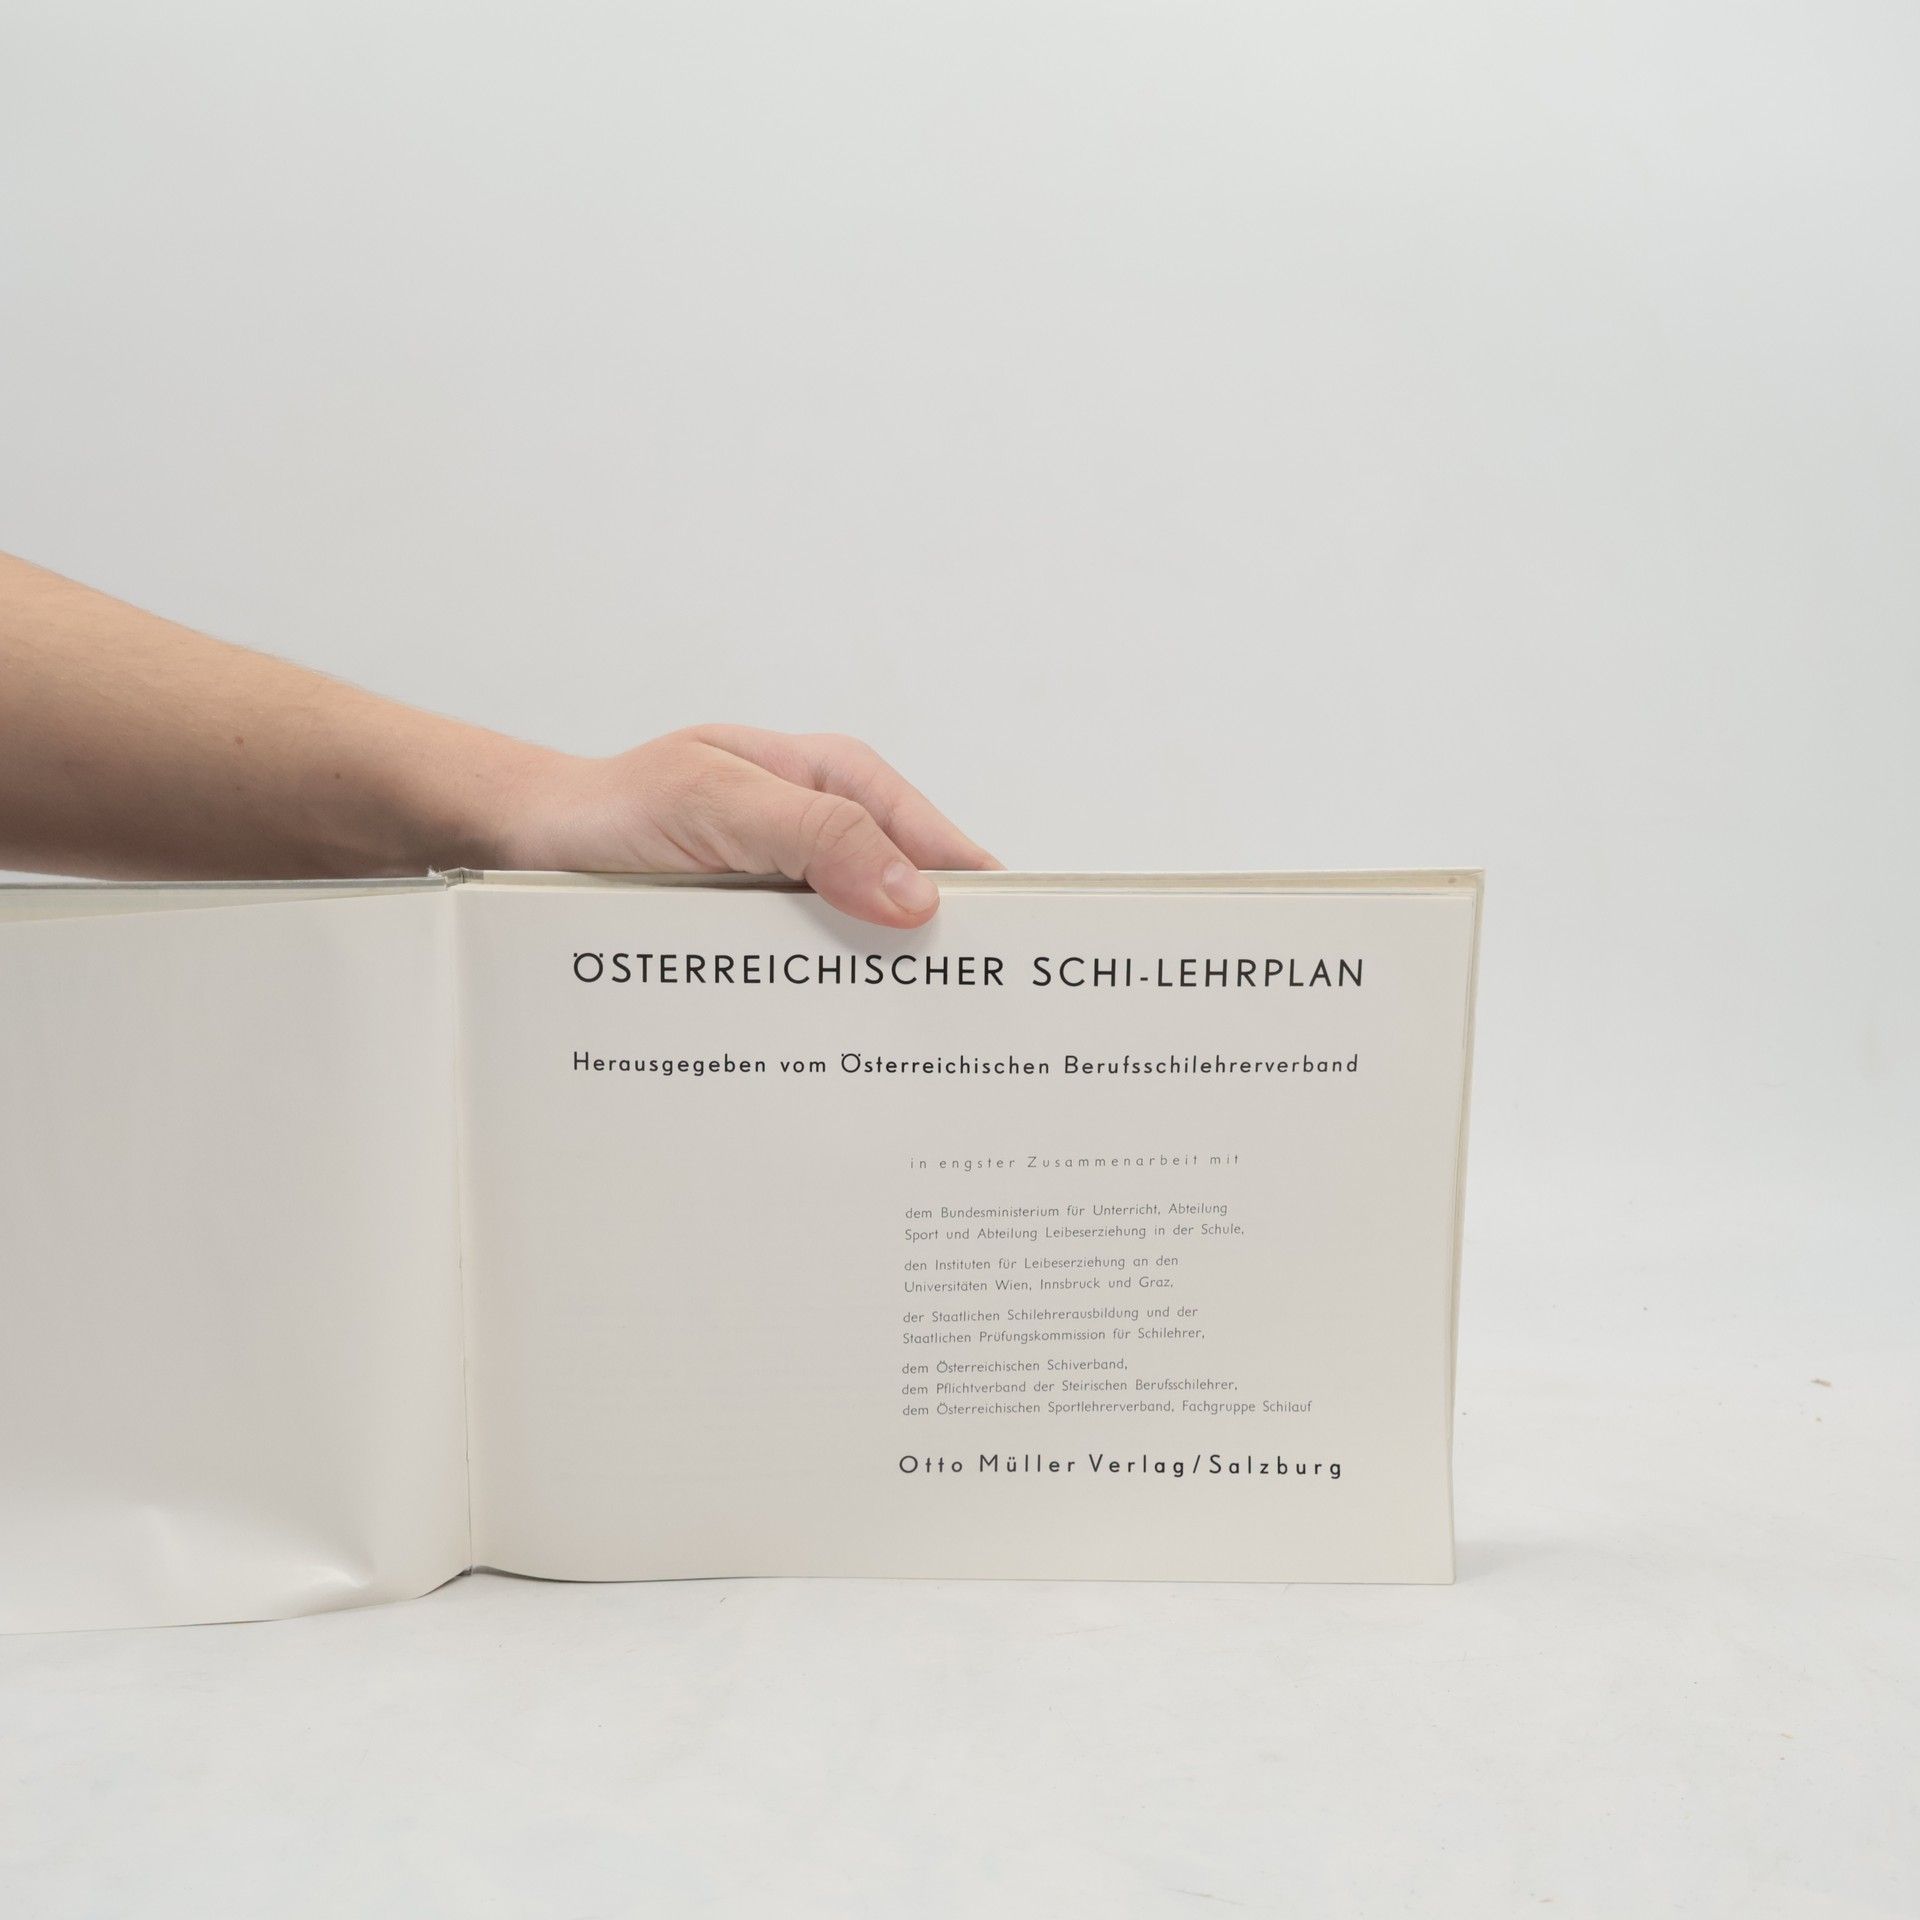 ÖSTERREICHISCHER SCHI-LEHRPLAN
Herausgegeben vom Österreichischen Berufsschilehrerverband
in engster Zusammenarbeit mit
dem Bundesministerium für Unterricht, Abteilung
Sport und Abteilung Leibeserziehung in der Schule,
den Instituten für Leibeserziehung an den
Universitäten Wien, Innsbruck und Graz,
der Staatlichen Schilehrerausbildung und der
Staatlichen Prüfungskommission für Schilehrer,
dem Österreichischen Schiverband,
dem Pflichtverband der Steirischen Berufsschilehrer,
dem Österreichischen Sportlehrerverband, Fachgruppe Schilauf
Otto Müller Verlag/Salzburg